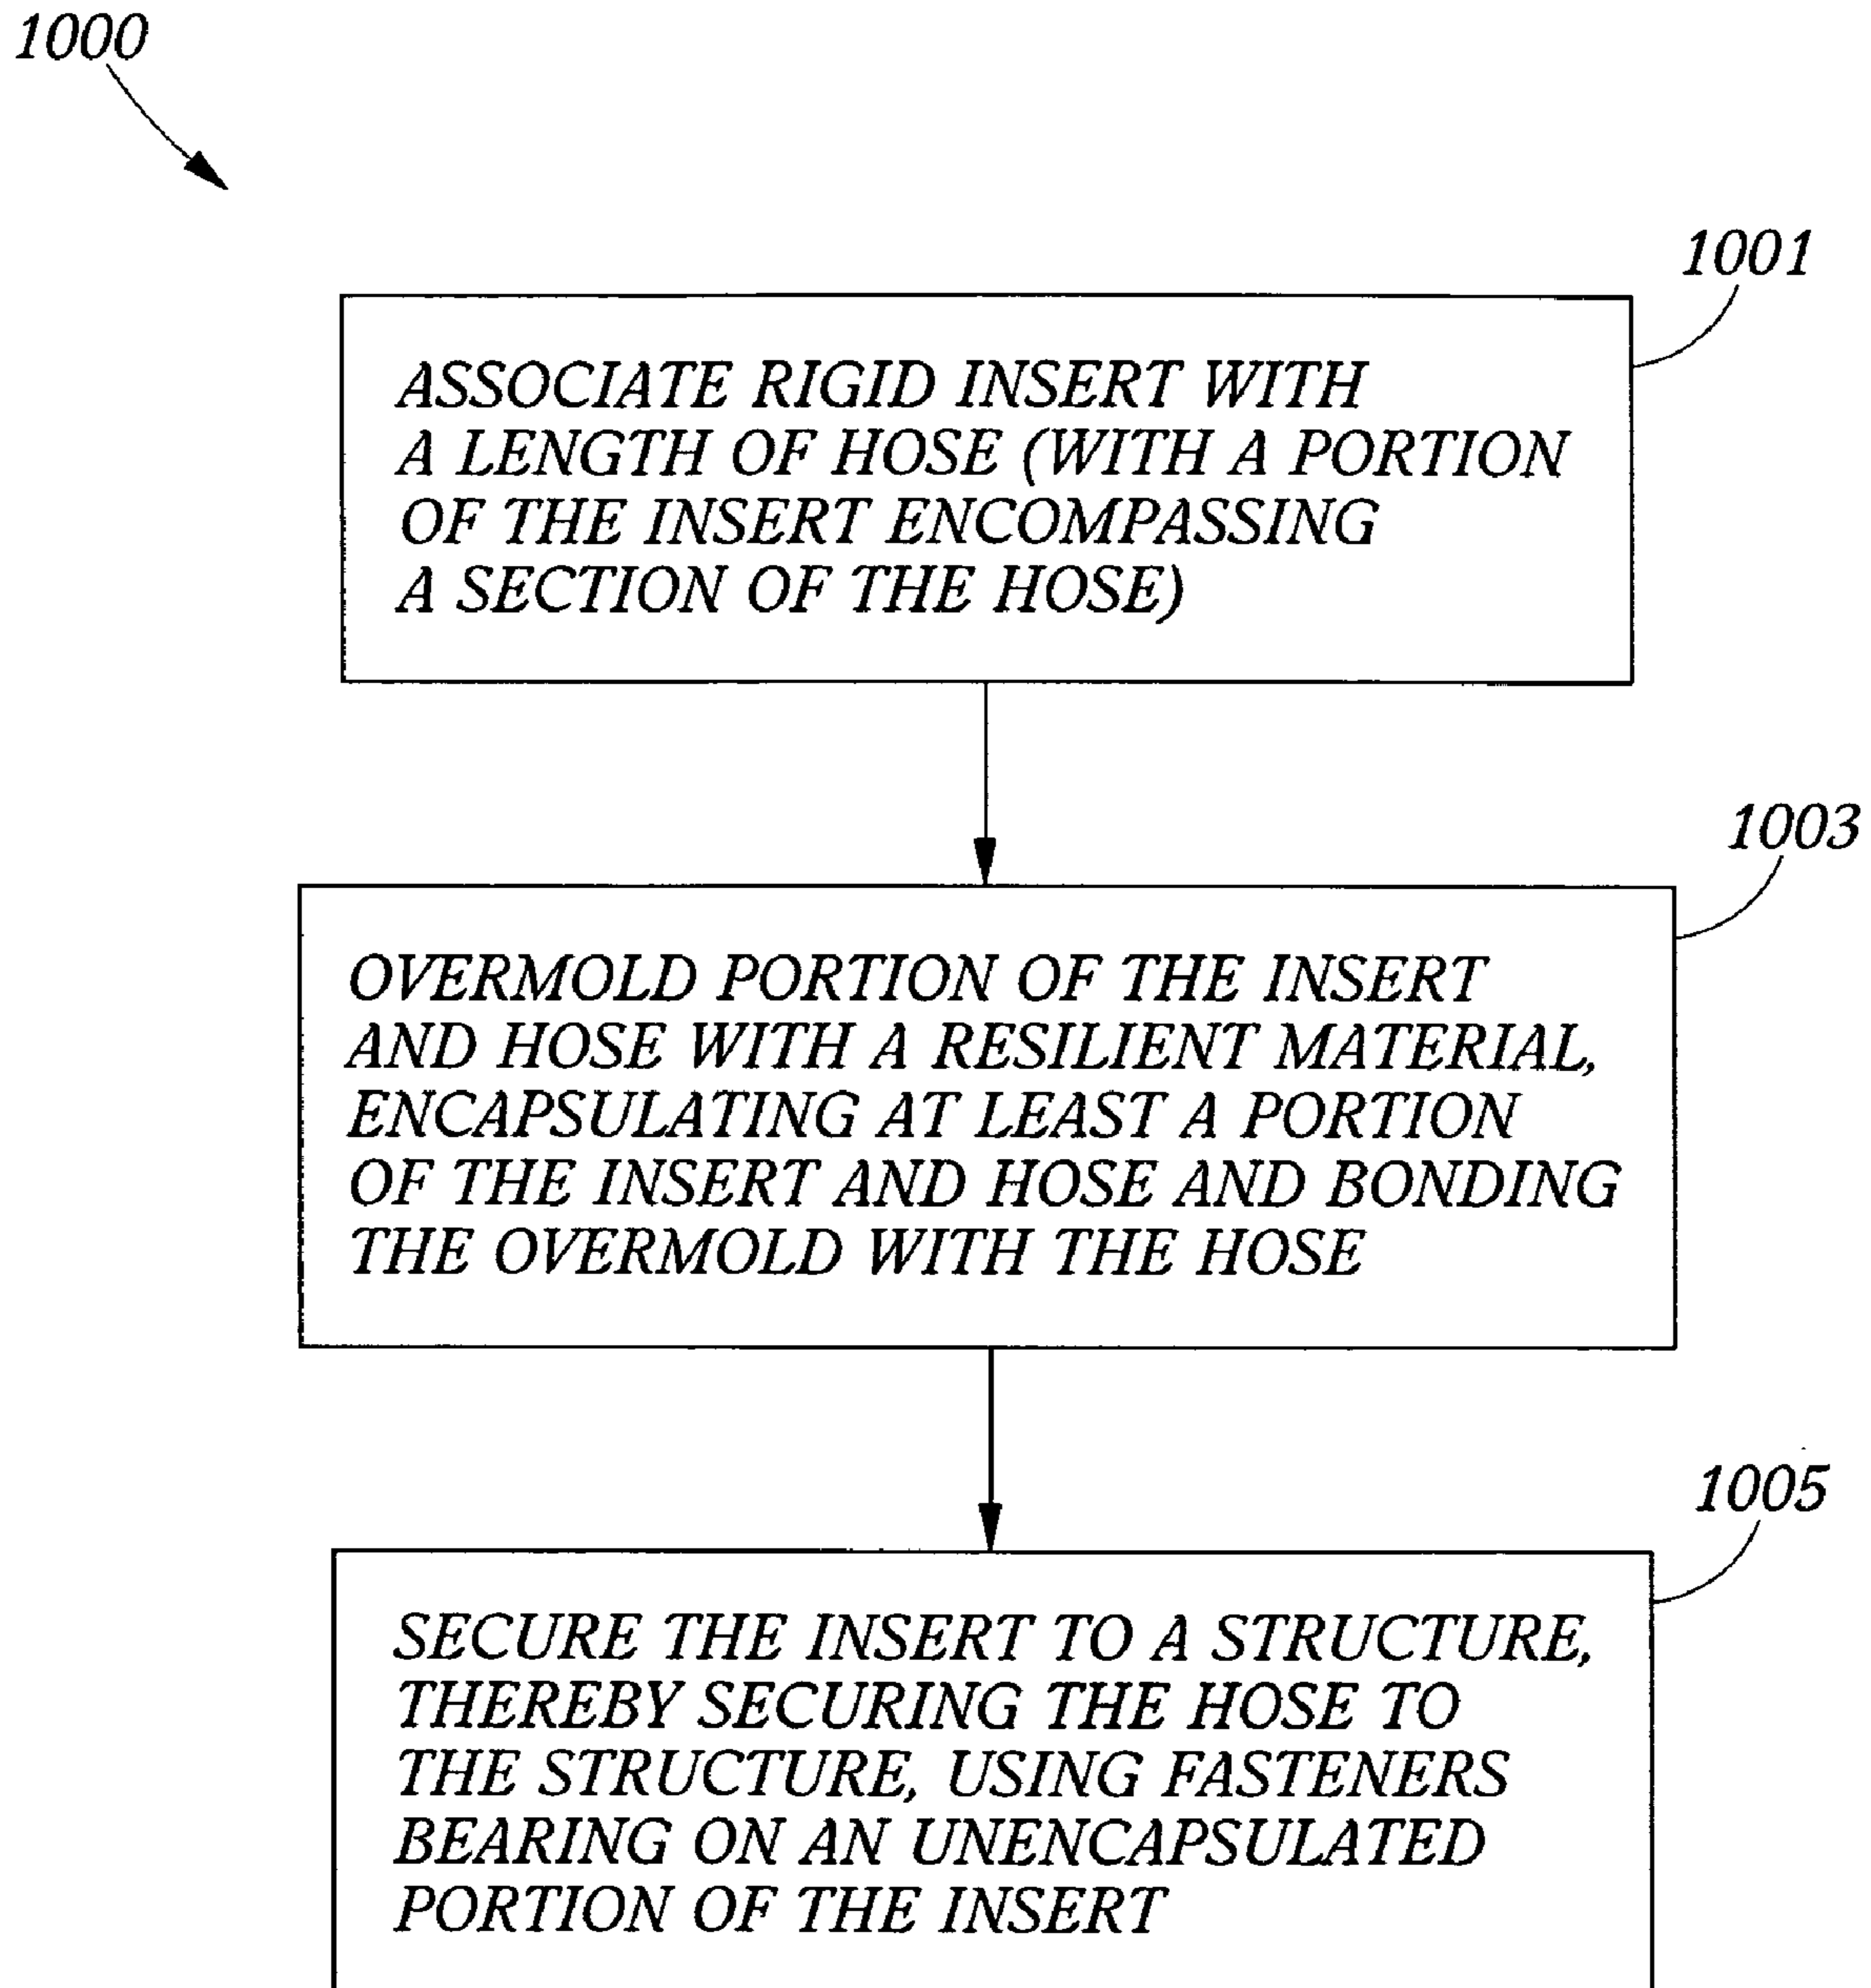 1000
1001
ASSOCIATE RIGID INSERT WITH
A LENGTH OF HOSE (WITH A PORTION
OF THE INSERT ENCOMPASSING
A SECTION OF THE HOSE)
1003
OVERMOLD PORTION OF THE INSERT
AND HOSE WITH A RESILIENT MATERIAL,
ENCAPSULATING AT LEAST A PORTION
OF THE INSERT AND HOSE AND BONDING
THE OVERMOLD WITH THE HOSE
1005
SECURE THE INSERT TO A STRUCTURE,
THEREBY SECURING THE HOSE TO
THE STRUCTURE, USING FASTENERS
BEARING ON AN UNENCAPSULATED
PORTION OF THE INSERT